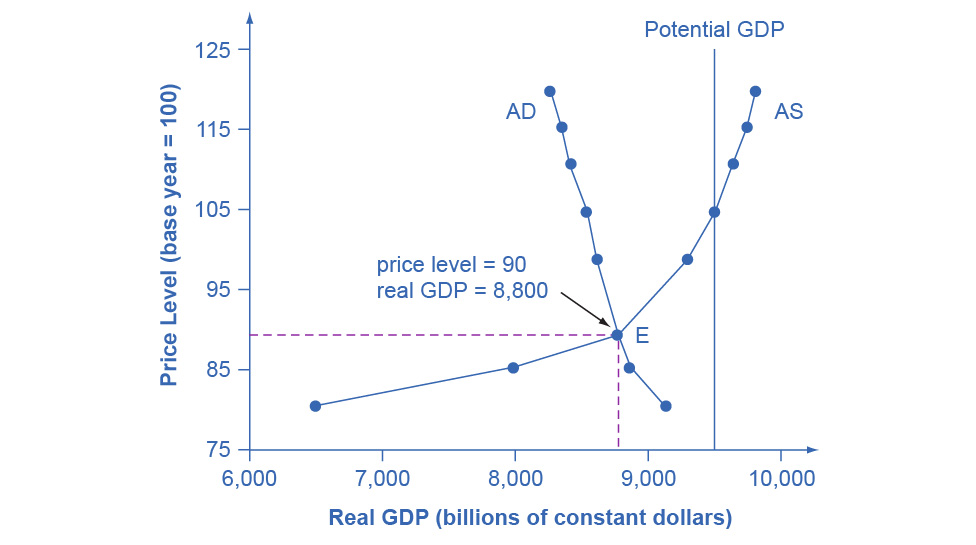 Potential GDP
125
115
105
95
85
75
Price Level (base year = 100)
AD
AS
price level = 90
real GDP = 8,800
E
6,000
7,000
8,000
9,000
10,000
Real GDP (billions of constant dollars)